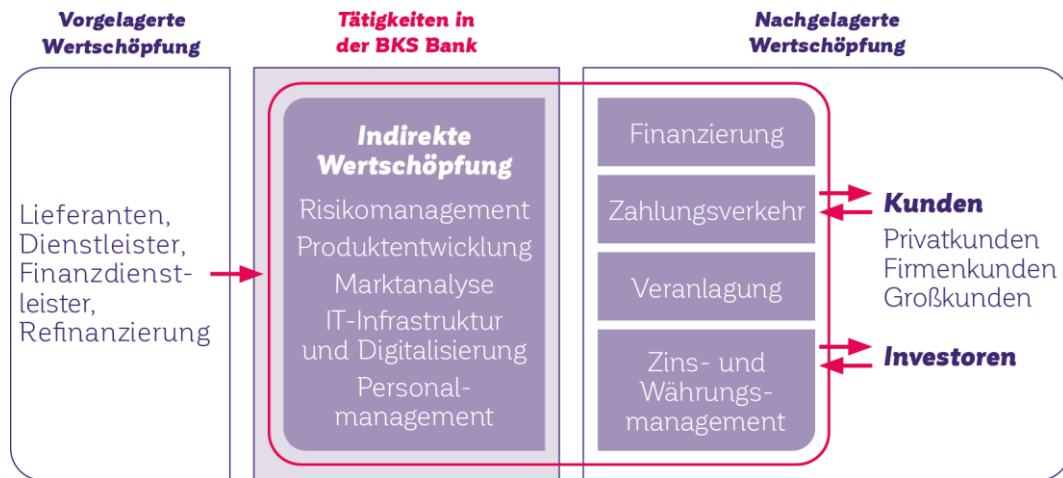 Vorgelagerte
Wertschöpfung
Tätigkeiten in
der BKS Bank
Nachgelagerte
Wertschöpfung
Lieferanten,
Dienstleister,
Finanzdienst-
leister,
Refinanzierung
Indirekte
Wertschöpfung
Risikomanagement
Produktentwicklung
Marktanalyse
IT-Infrastruktur
und Digitalisierung
Personal-
management
Finanzierung
Zahlungsverkehr
Veranlagung
Zins- und
Währungs-
management
Kunden
Privatkunden
Firmenkunden
Großkunden
Investoren